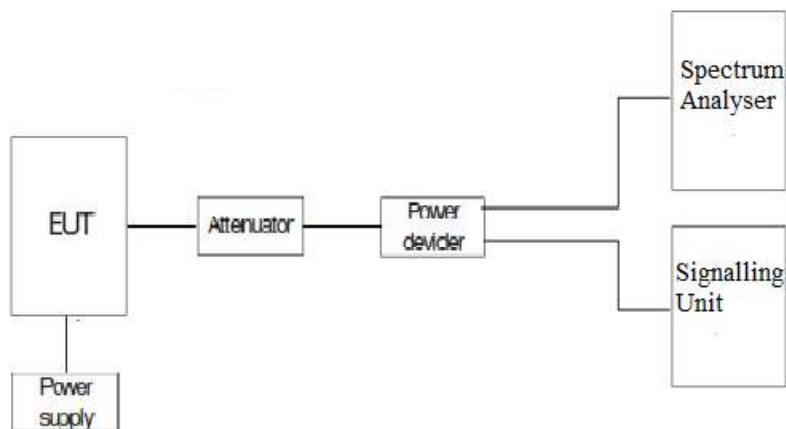 Spectrum
Analyser
EUT
Attenuator
Power
devider
Signalling
Unit
Power
supply